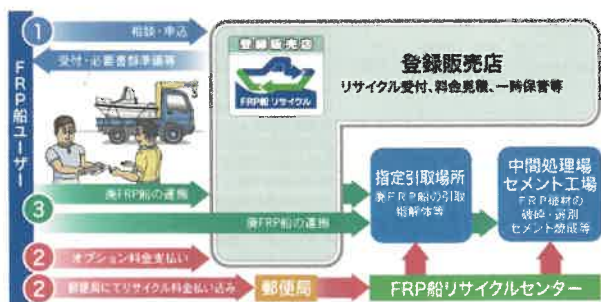 FRP船ユーザー
1
相談・申込
受付・必要書類準備等
登録販売店
FRP船リサイクル
登録販売店
リサイクル受付、料金見積、一時保管等
3
廃FRP船の運搬
廃FRP船の運搬
指定引取場所
廃FRP船の引取
粗解体等
中間処理場
セメント工場
FRP破材の
破砕・選別
セメント焼成等
2
オプション料金支払い
2
郵便局にてリサイクル料金払い込み
郵便局
FRP船リサイクルセンター